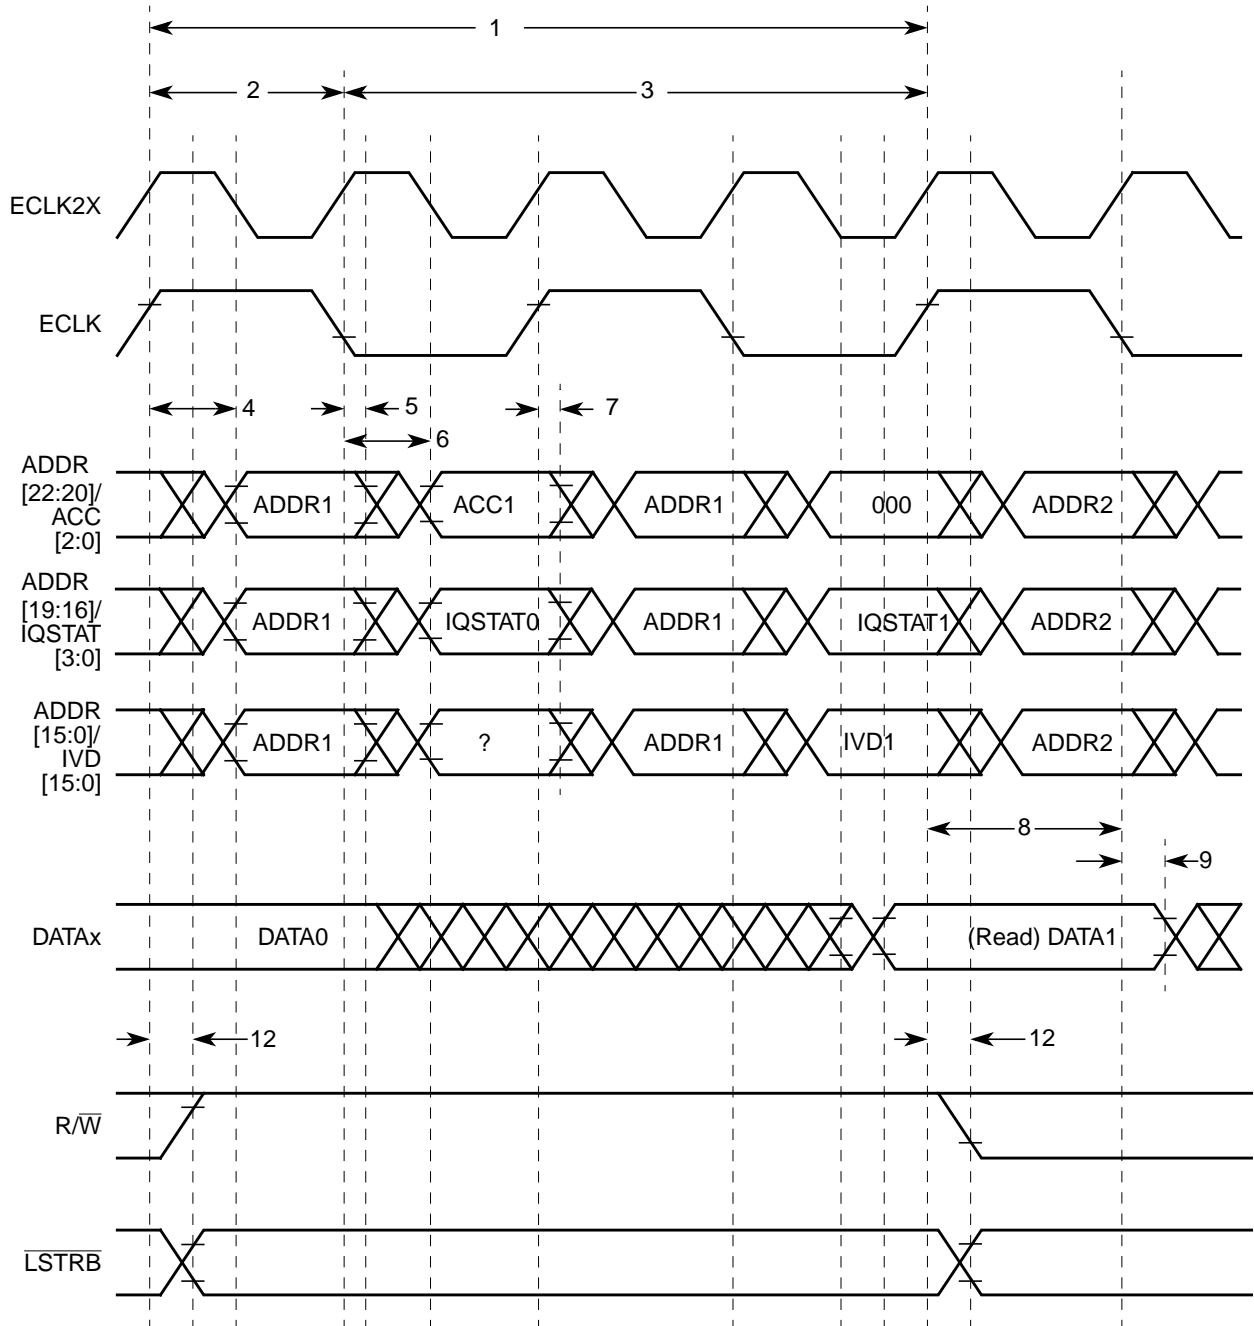 1
2 3
ECLK2X
ECLK
4 5 7
6
ADDR
[22:20]/
ACC
[2:0]
ADDR1 ACC1 ADDR1 000 ADDR2
ADDR
[19:16]/
IQSTAT
[3:0]
ADDR1 IQSTAT0 ADDR1 IQSTAT1 ADDR2
ADDR
[15:0]/
IVD
[15:0]
ADDR1 ? ADDR1 IVD1 ADDR2
8
9
DATAx DATA0 (Read) DATA1
12 12
R/W̅
L̅S̅T̅R̅B̅